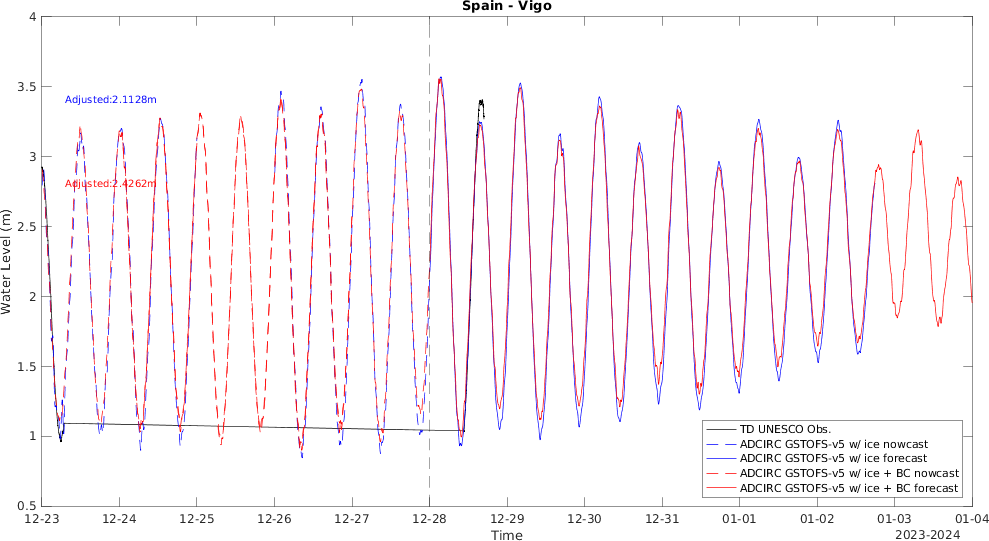 Spain - Vigo
4
3.5
3
2.5
2
1.5
1
0.5
Water Level (m)
Adjusted:2.1128m
Adjusted:2.4262m
TD UNESCO Obs.
ADCIRC GSTOFS-v5 w/ ice nowcast
ADCIRC GSTOFS-v5 w/ ice forecast
ADCIRC GSTOFS-v5 w/ ice + BC nowcast
ADCIRC GSTOFS-v5 w/ ice + BC forecast
12-23 12-24 12-25 12-26 12-27 12-28 12-29 12-30 12-31 01-01 01-02 01-03 01-04
Time
2023-2024